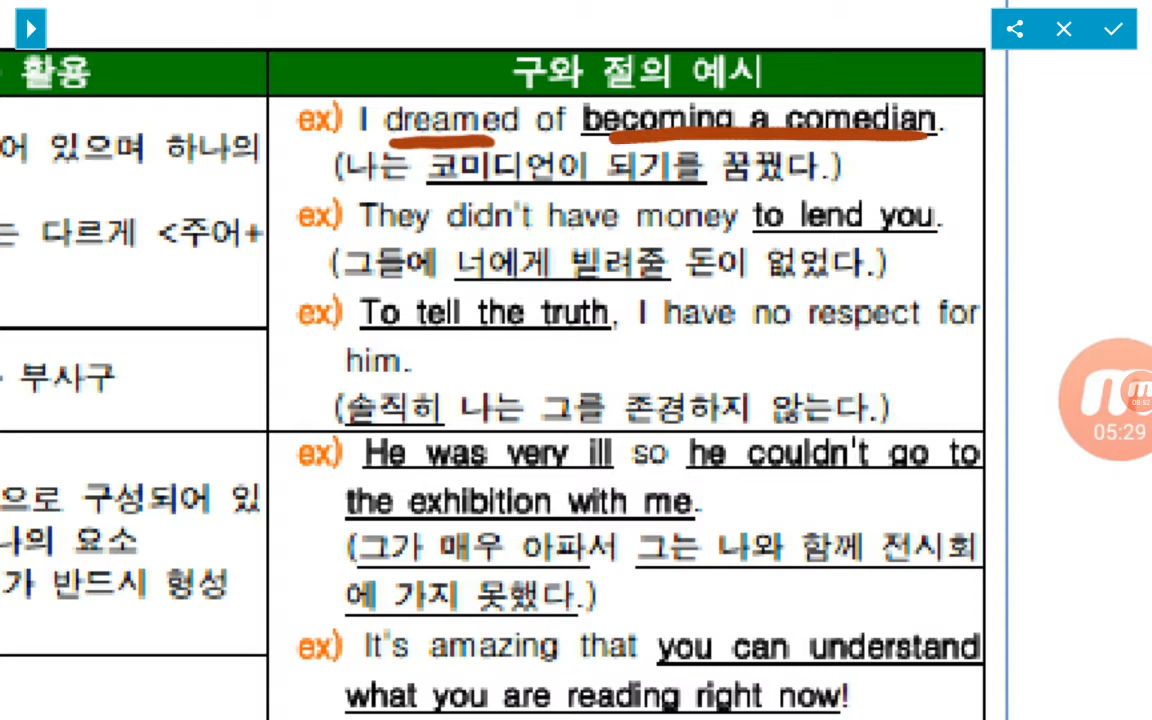 활용
구와 절의 예시
어 있으며 하나의
는 다르게 <주어+
부사구
으로 구성되어 있
나의 요소
가 반드시 형성
ex) I dreamed of becoming a comedian.
(나는 코미디언이 되기를 꿈꿨다.)
ex) They didn't have money to lend you.
(그들에 너에게 빌려줄 돈이 없었다.)
ex) To tell the truth, I have no respect for
him.
(솔직히 나는 그를 존경하지 않는다.)
ex) He was very ill so he couldn't go to
the exhibition with me.
(그가 매우 아파서 그는 나와 함께 전시회
에 가지 못했다.)
ex) It's amazing that you can understand
what you are reading right now!
05:29